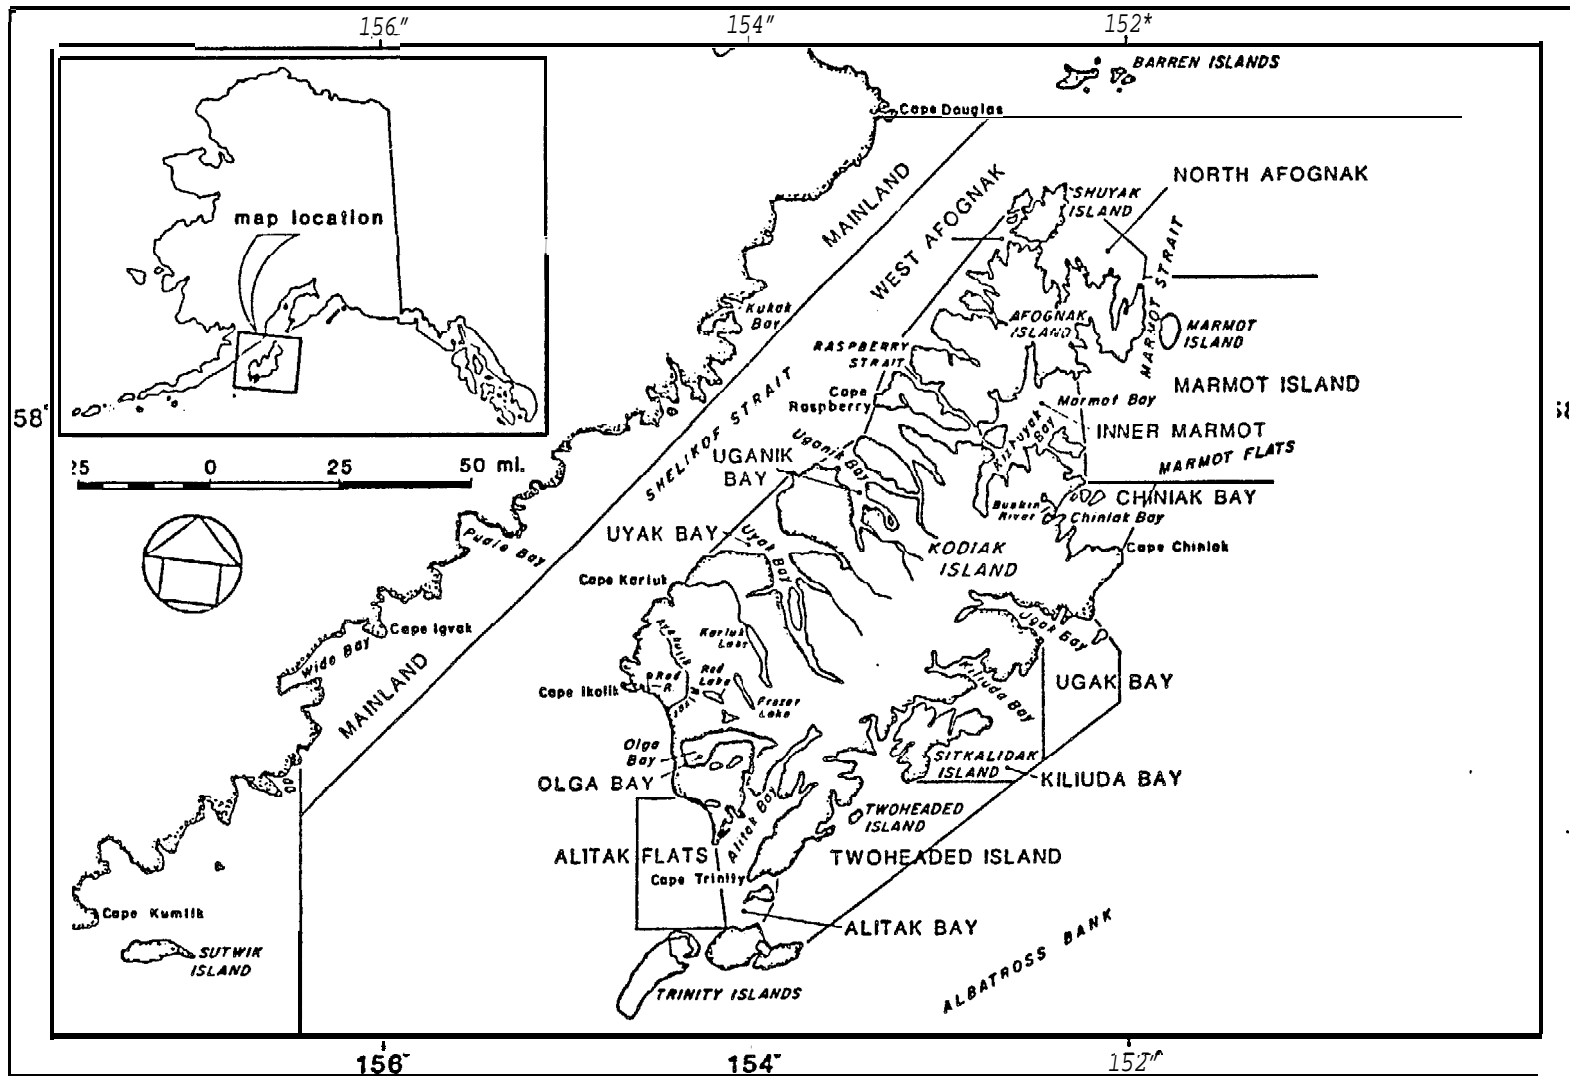 156″
154″
152*
BARREN ISLANDS
Cape Douglas
NORTH AFOGNAK
SHUYAK
ISLAND
MAINLAND
WEST AFOGNAK
MARMOT STRAIT
map location
Kukak
Bay
AFOGNAK
ISLAND
MARMOT
ISLAND
RASPBERRY
STRAIT
MARMOT ISLAND
SHELIKOF STRAIT
Cape
Raspberry
Marmot Bay
58°
INNER MARMOT
Kizhuyak
Bay
Uganik Bay
UGANIK
BAY
MARMOT FLATS
25 0 25 50 mi.
CHINIAK BAY
Buskin
River
Chiniak Bay
UYAK BAY
Uyak Bay
Puale Bay
KODIAK
ISLAND
Cape Chiniak
Cape Karluk
Ugak Bay
Cape Igvak
Karluk
Lake
Ayakulik
River
Wide Bay
Red
R.
Red
Lake
Kiliuda Bay
UGAK BAY
Cape Ikolik
Frazer
Lake
MAINLAND
Olga
Bay
SITKALIDAK
ISLAND
KILIUDA BAY
OLGA BAY
Alitak Bay
TWOHEADED
ISLAND
ALITAK FLATS
TWOHEADED ISLAND
Cape Trinity
Cape Kumlik
ALITAK BAY
SUTWIK
ISLAND
ALBATROSS BANK
TRINITY ISLANDS
156°
154°
152″